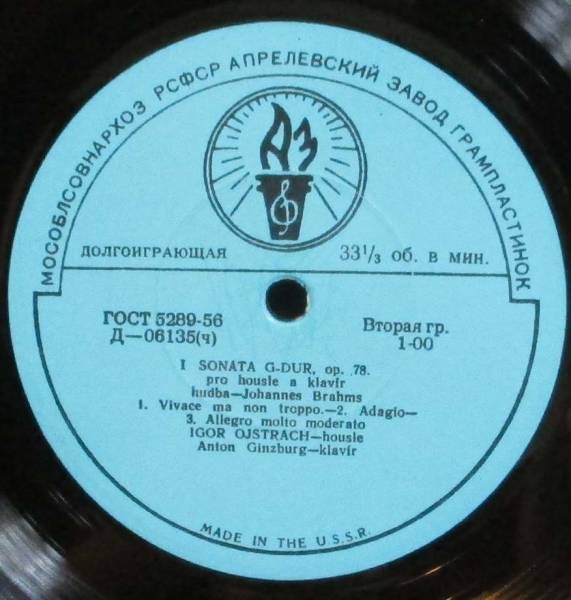 МОСОБЛСОВНАРХОЗ РСФСР АПРЕЛЕВСКИЙ ЗАВОД ГРАМПЛАСТИНОК
АЗ
ДОЛГОИГРАЮЩАЯ 33⅓ об. в мин.
ГОСТ 5289-56
Д—06135(ч)
Вторая гр.
1-00
I SONATA G-DUR, op. 78.
pro housle a klavír
hudba—Johannes Brahms
1. Vivace ma non troppo.—2. Adagio—
3. Allegro molto moderato
IGOR OJSTRACH—housle
Anton Ginzburg—klavír
MADE IN THE U.S.S.R.